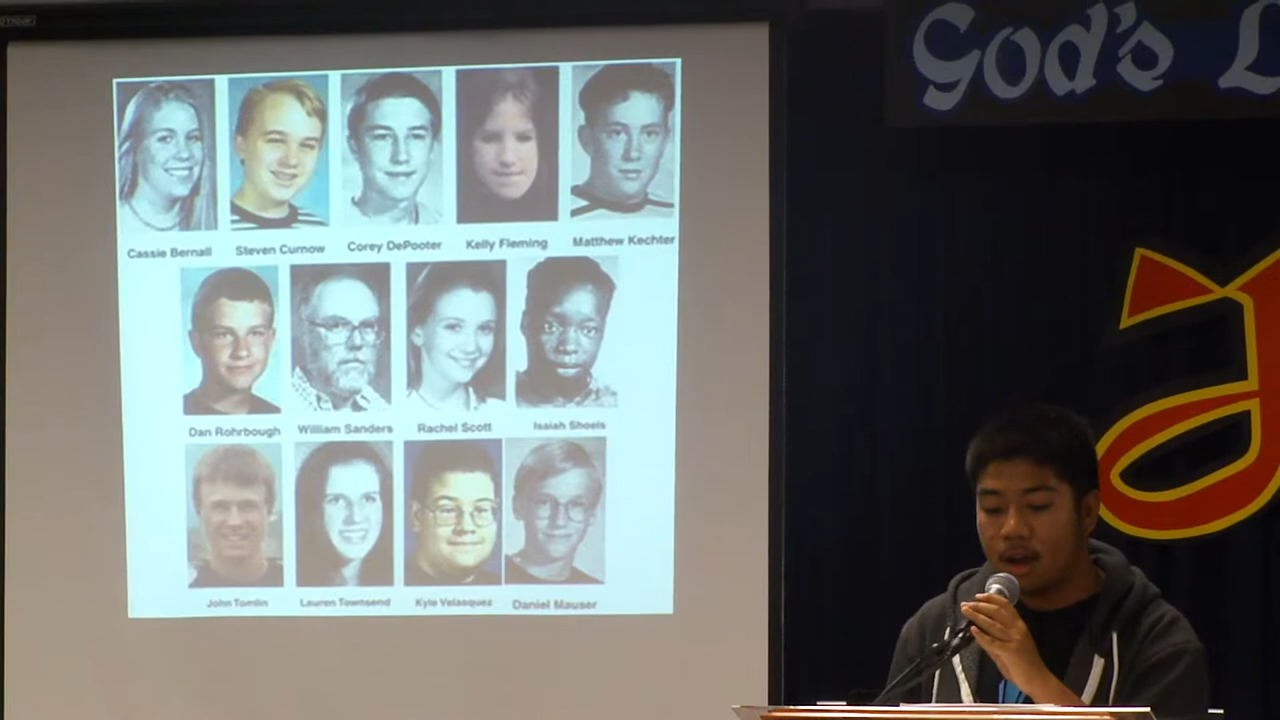 God's L
Cassie Bernall Steven Curnow Corey DePooter Kelly Fleming Matthew Kechter
Dan Rohrbough William Sanders Rachel Scott Isaiah Shoels
John Tomlin Lauren Townsend Kyle Velasquez Daniel Mauser